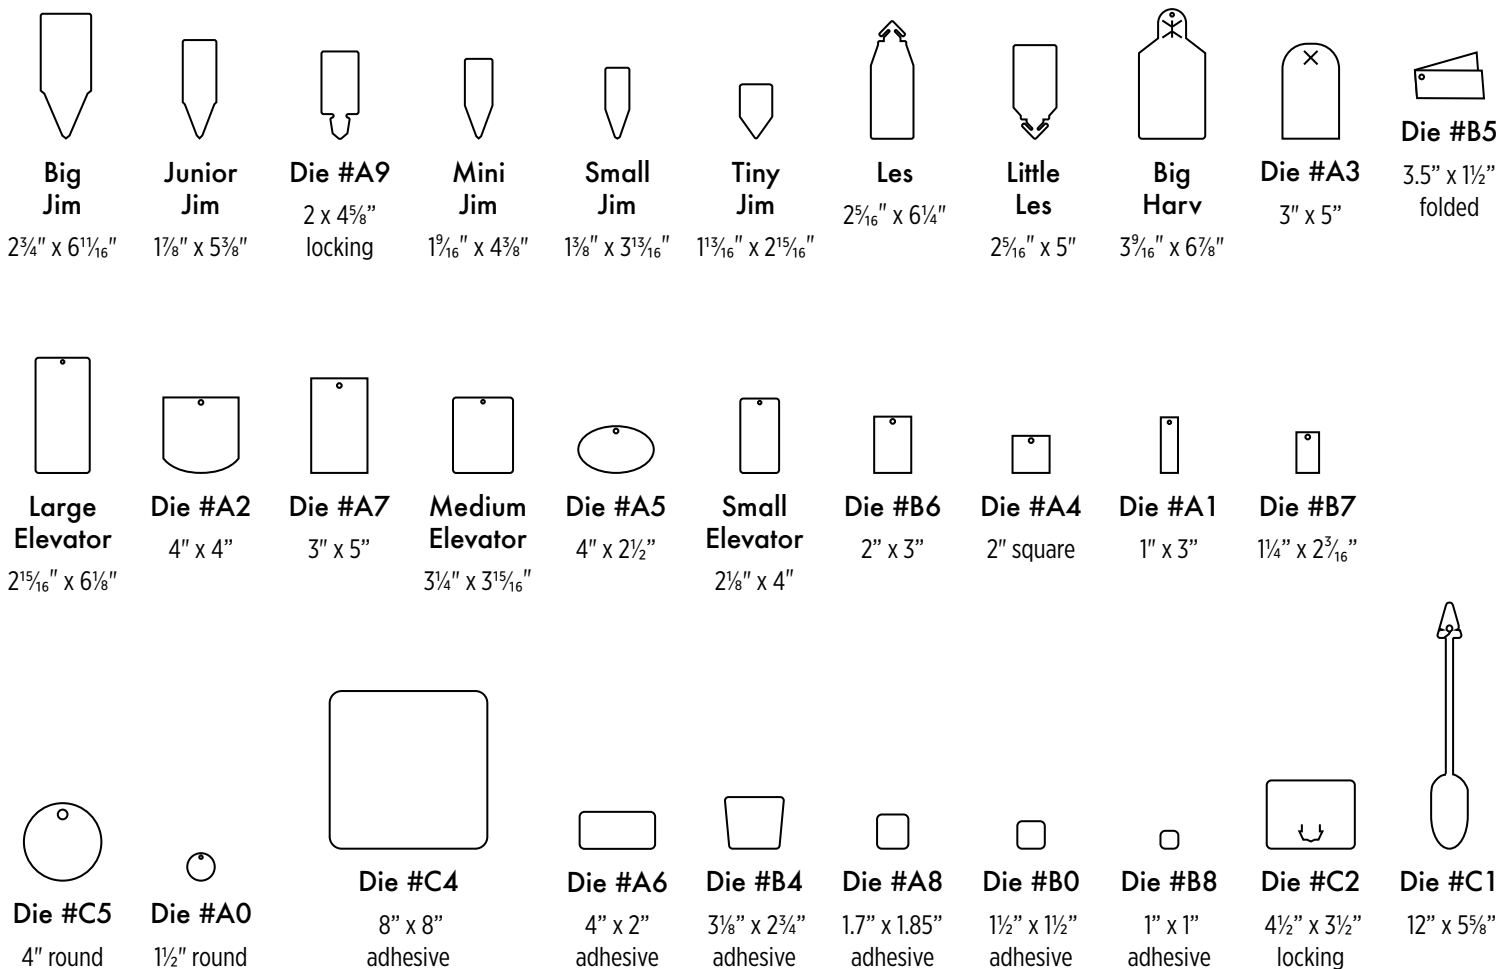 Big
Jim
2¾" x 6¹¹⁄₁₆"
Junior
Jim
1⅞" x 5⅜"
Die #A9
2 x 4⅝”
locking
Mini
Jim
1⁹⁄₁₆" x 4⅜"
Small
Jim
1⅜" x 3¹³⁄₁₆"
Tiny
Jim
1¹³⁄₁₆" x 2¹⁵⁄₁₆"
Les
2⁵⁄₁₆" x 6¼"
Little
Les
2⁵⁄₁₆" x 5"
Big
Harv
3⁹⁄₁₆" x 6⅞"
Die #A3
3" x 5"
Die #B5
3.5” x 1½”
folded
Large
Elevator
2¹⁵⁄₁₆" x 6⅛"
Die #A2
4" x 4”
Die #A7
3" x 5"
Medium
Elevator
3¼" x 3¹⁵⁄₁₆"
Die #A5
4" x 2½"
Small
Elevator
2⅛" x 4"
Die #B6
2” x 3”
Die #A4
2" square
Die #A1
1" x 3”
Die #B7
1¼” x 2³⁄₁₆”
Die #C5
4" round
Die #A0
1½" round
Die #C4
8” x 8”
adhesive
Die #A6
4” x 2”
adhesive
Die #B4
3⅛” x 2¾”
adhesive
Die #A8
1.7” x 1.85”
adhesive
Die #B0
1½” x 1½”
adhesive
Die #B8
1” x 1”
adhesive
Die #C2
4½” x 3½”
locking
Die #C1
12” x 5⅝”